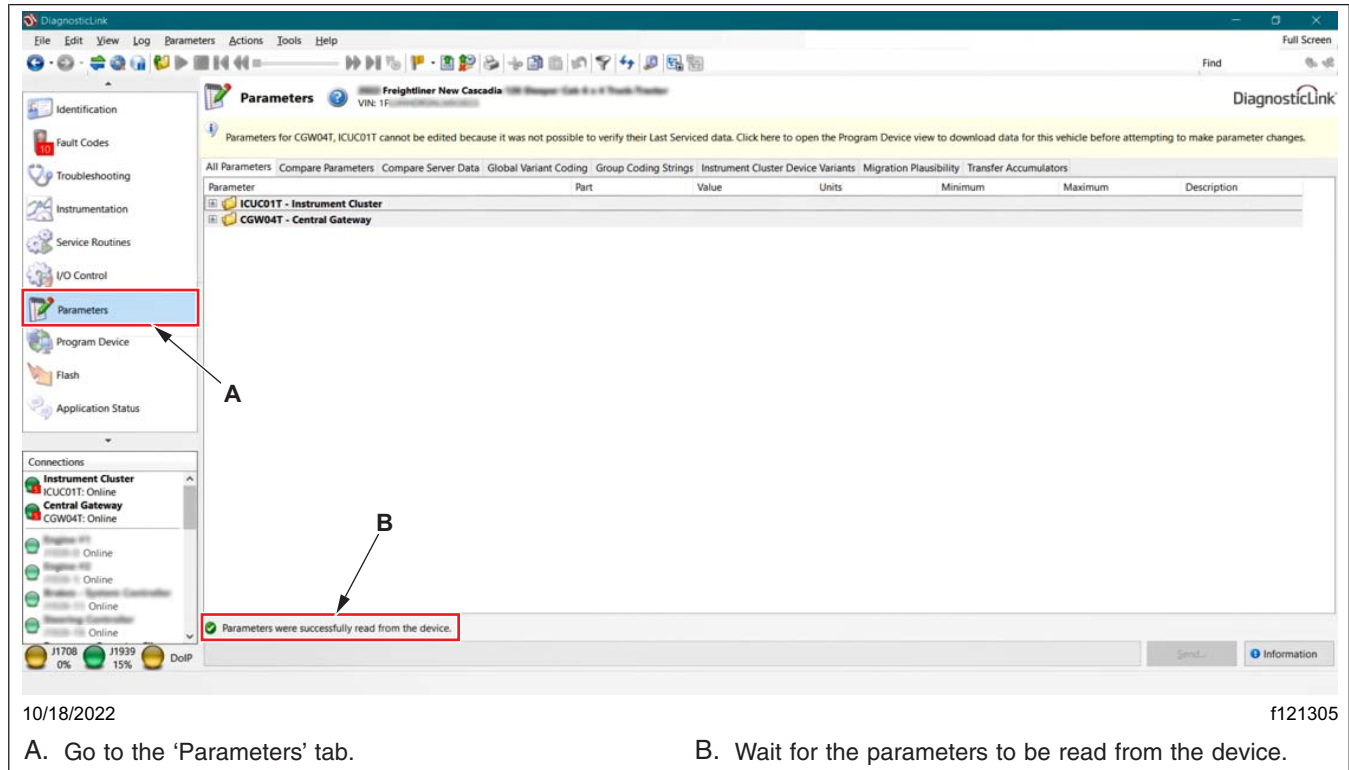 DiagnosticLink
File Edit View Log Parameters Actions Tools Help Full Screen
Find
Identification
Fault Codes
10
Troubleshooting
Instrumentation
Service Routines
I/O Control
Parameters
Program Device
Flash
Application Status
Parameters Freightliner New Cascadia
VIN: 1F
DiagnosticLink
Parameters for CGW04T, ICUC01T cannot be edited because it was not possible to verify their Last Serviced data. Click here to open the Program Device view to download data for this vehicle before attempting to make parameter changes.
All Parameters Compare Parameters Compare Server Data Global Variant Coding Group Coding Strings Instrument Cluster Device Variants Migration Plausibility Transfer Accumulators
Parameter Part Value Units Minimum Maximum Description
ICUC01T - Instrument Cluster
CGW04T - Central Gateway
A
B
Connections
Instrument Cluster
ICUC01T: Online
Central Gateway
CGW04T: Online
Online
Online
Online
Online
Parameters were successfully read from the device.
J1708 J1939 DoIP
0% 15%
Send... Information
10/18/2022 f121305
A. Go to the ‘Parameters’ tab. B. Wait for the parameters to be read from the device.